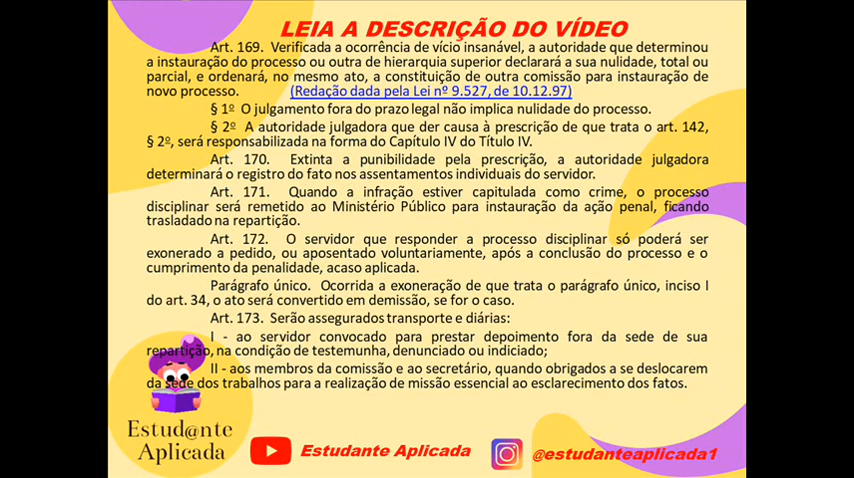 LEIA A DESCRIÇÃO DO VÍDEO
Art. 169. Verificada a ocorrência de vício insanável, a autoridade que determinou
a instauração do processo ou outra de hierarquia superior declarará a sua nulidade, total ou
parcial, e ordenará, no mesmo ato, a constituição de outra comissão para instauração de
novo processo. (Redação dada pela Lei nº 9.527, de 10.12.97)
§ 1º O julgamento fora do prazo legal não implica nulidade do processo.
§ 2º A autoridade julgadora que der causa à prescrição de que trata o art. 142,
§ 2º, será responsabilizada na forma do Capítulo IV do Título IV.
Art. 170. Extinta a punibilidade pela prescrição, a autoridade julgadora
determinará o registro do fato nos assentamentos individuais do servidor.
Art. 171. Quando a infração estiver capitulada como crime, o processo
disciplinar será remetido ao Ministério Público para instauração da ação penal, ficando
trasladado na repartição.
Art. 172. O servidor que responder a processo disciplinar só poderá ser
exonerado a pedido, ou aposentado voluntariamente, após a conclusão do processo e o
cumprimento da penalidade, acaso aplicada.
Parágrafo único. Ocorrida a exoneração de que trata o parágrafo único, inciso I
do art. 34, o ato será convertido em demissão, se for o caso.
Art. 173. Serão assegurados transporte e diárias:
I - ao servidor convocado para prestar depoimento fora da sede de sua
repartição, na condição de testemunha, denunciado ou indiciado;
II - aos membros da comissão e ao secretário, quando obrigados a se deslocarem
da sede dos trabalhos para a realização de missão essencial ao esclarecimento dos fatos.
Estud@nte
Aplicada
Estudante Aplicada
@estudanteaplicada1